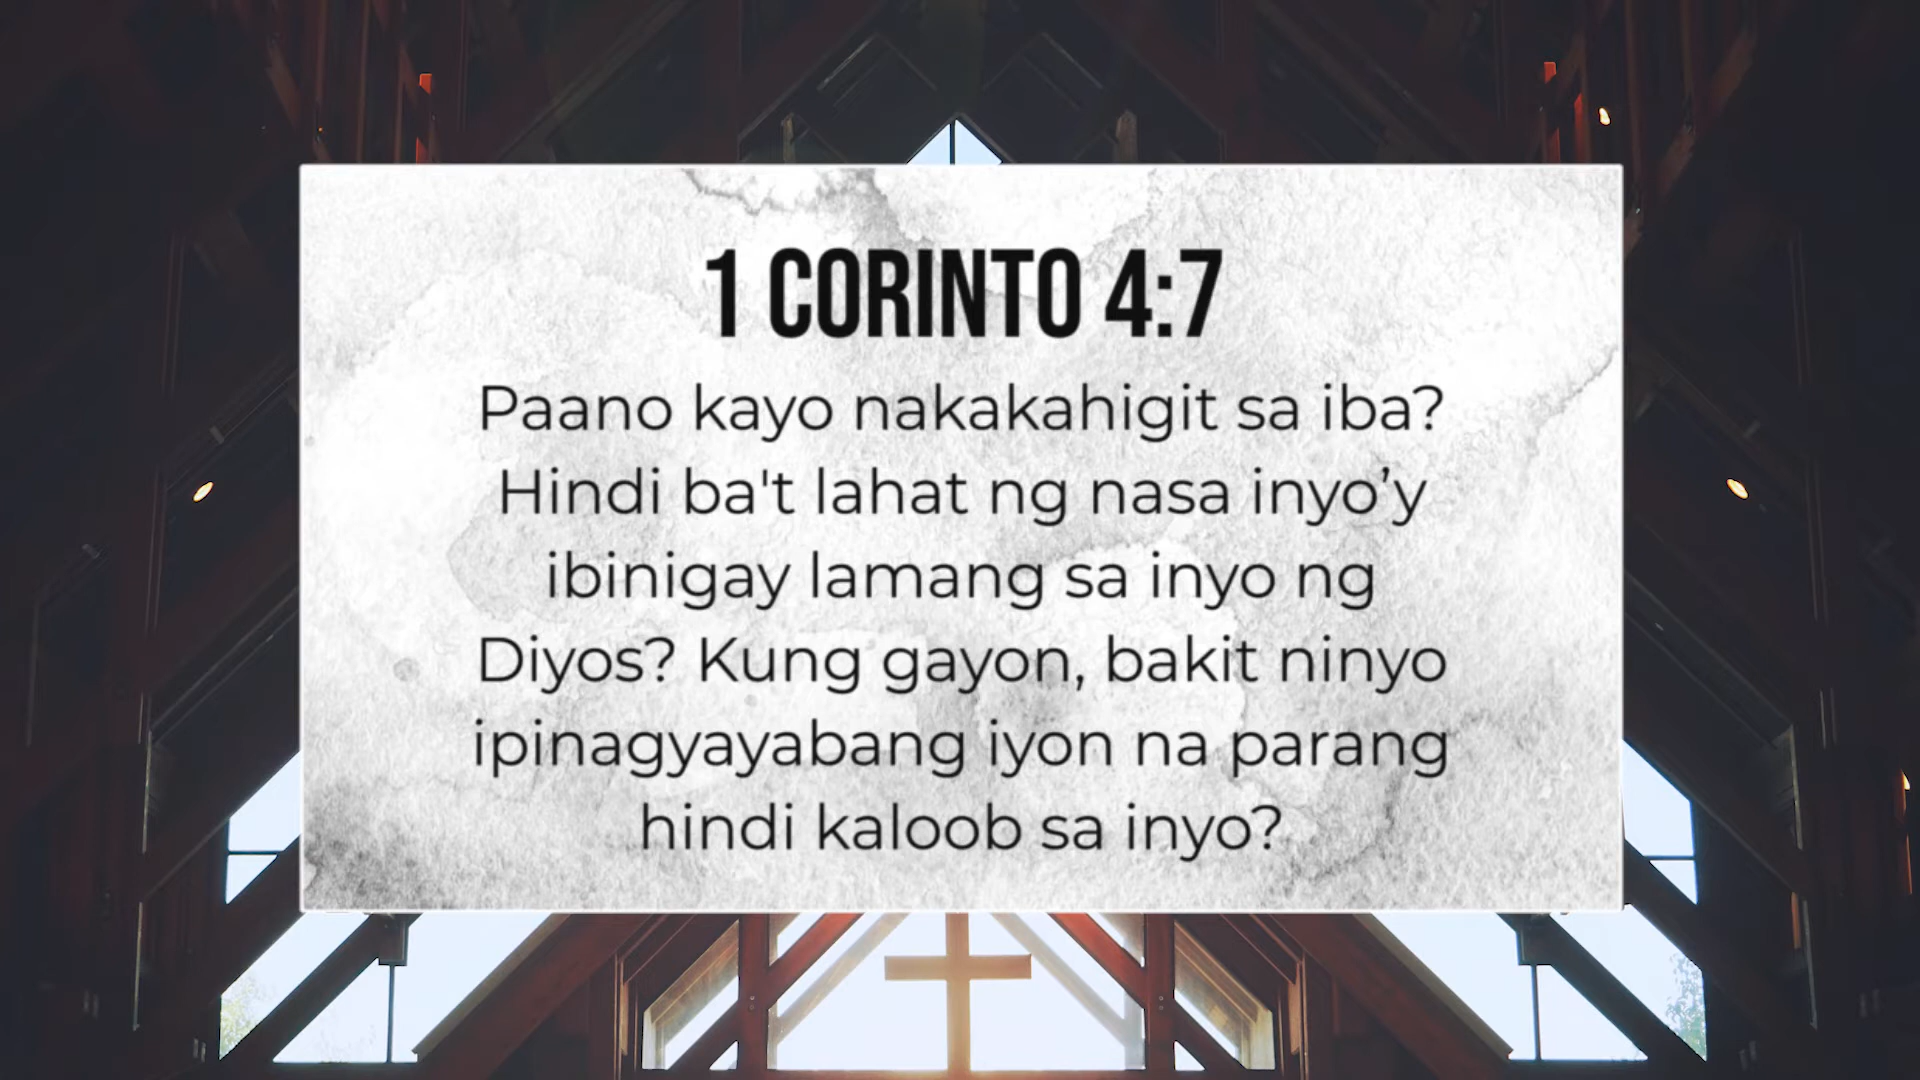 1 CORINTO 4:7
Paano kayo nakakahigit sa iba?
Hindi ba't lahat ng nasa inyo’y
ibinigay lamang sa inyo ng
Diyos? Kung gayon, bakit ninyo
ipinagyayabang iyon na parang
hindi kaloob sa inyo?